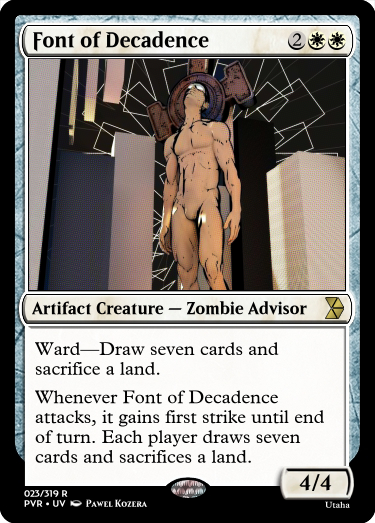 Font of Decadence 2
Artifact Creature — Zombie Advisor
Ward—Draw seven cards and
sacrifice a land.
Whenever Font of Decadence
attacks, it gains first strike until end
of turn. Each player draws seven
cards and sacrifices a land.
4/4
023/319 R
PVR • UV Pawel Kozera
Utaha